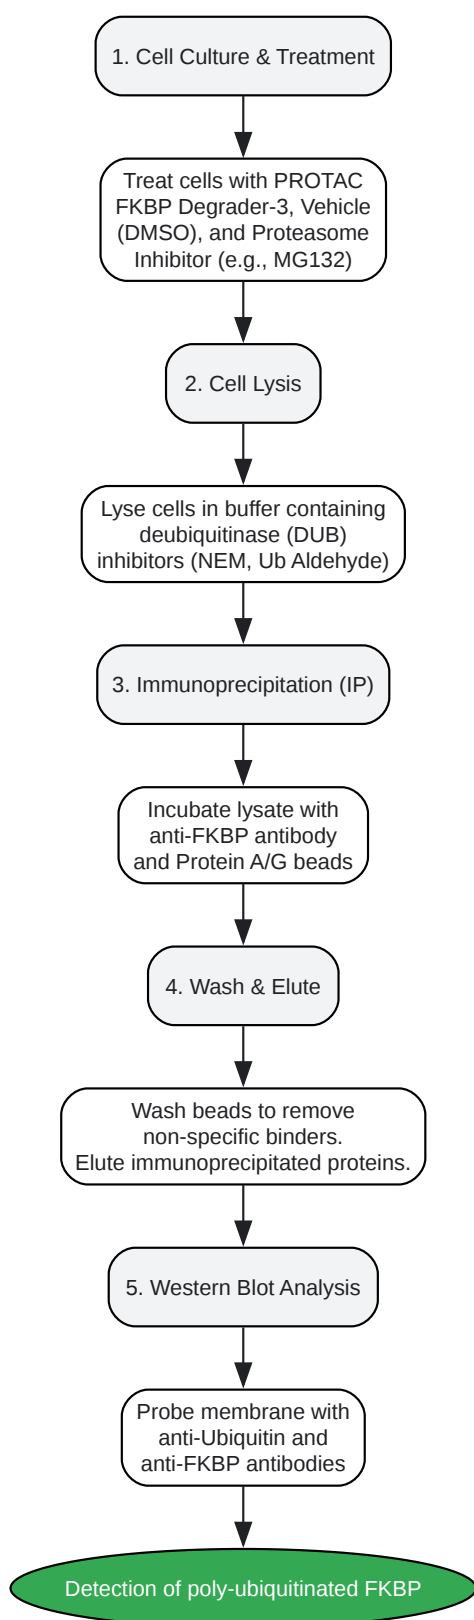 1. Cell Culture & Treatment
Treat cells with PROTAC
FKBP Degrader-3, Vehicle
(DMSO), and Proteasome
Inhibitor (e.g., MG132)
2. Cell Lysis
Lyse cells in buffer containing
deubiquitinase (DUB)
inhibitors (NEM, Ub Aldehyde)
3. Immunoprecipitation (IP)
Incubate lysate with
anti-FKBP antibody
and Protein A/G beads
4. Wash & Elute
Wash beads to remove
non-specific binders.
Elute immunoprecipitated proteins.
5. Western Blot Analysis
Probe membrane with
anti-Ubiquitin and
anti-FKBP antibodies
Detection of poly-ubiquitinated FKBP